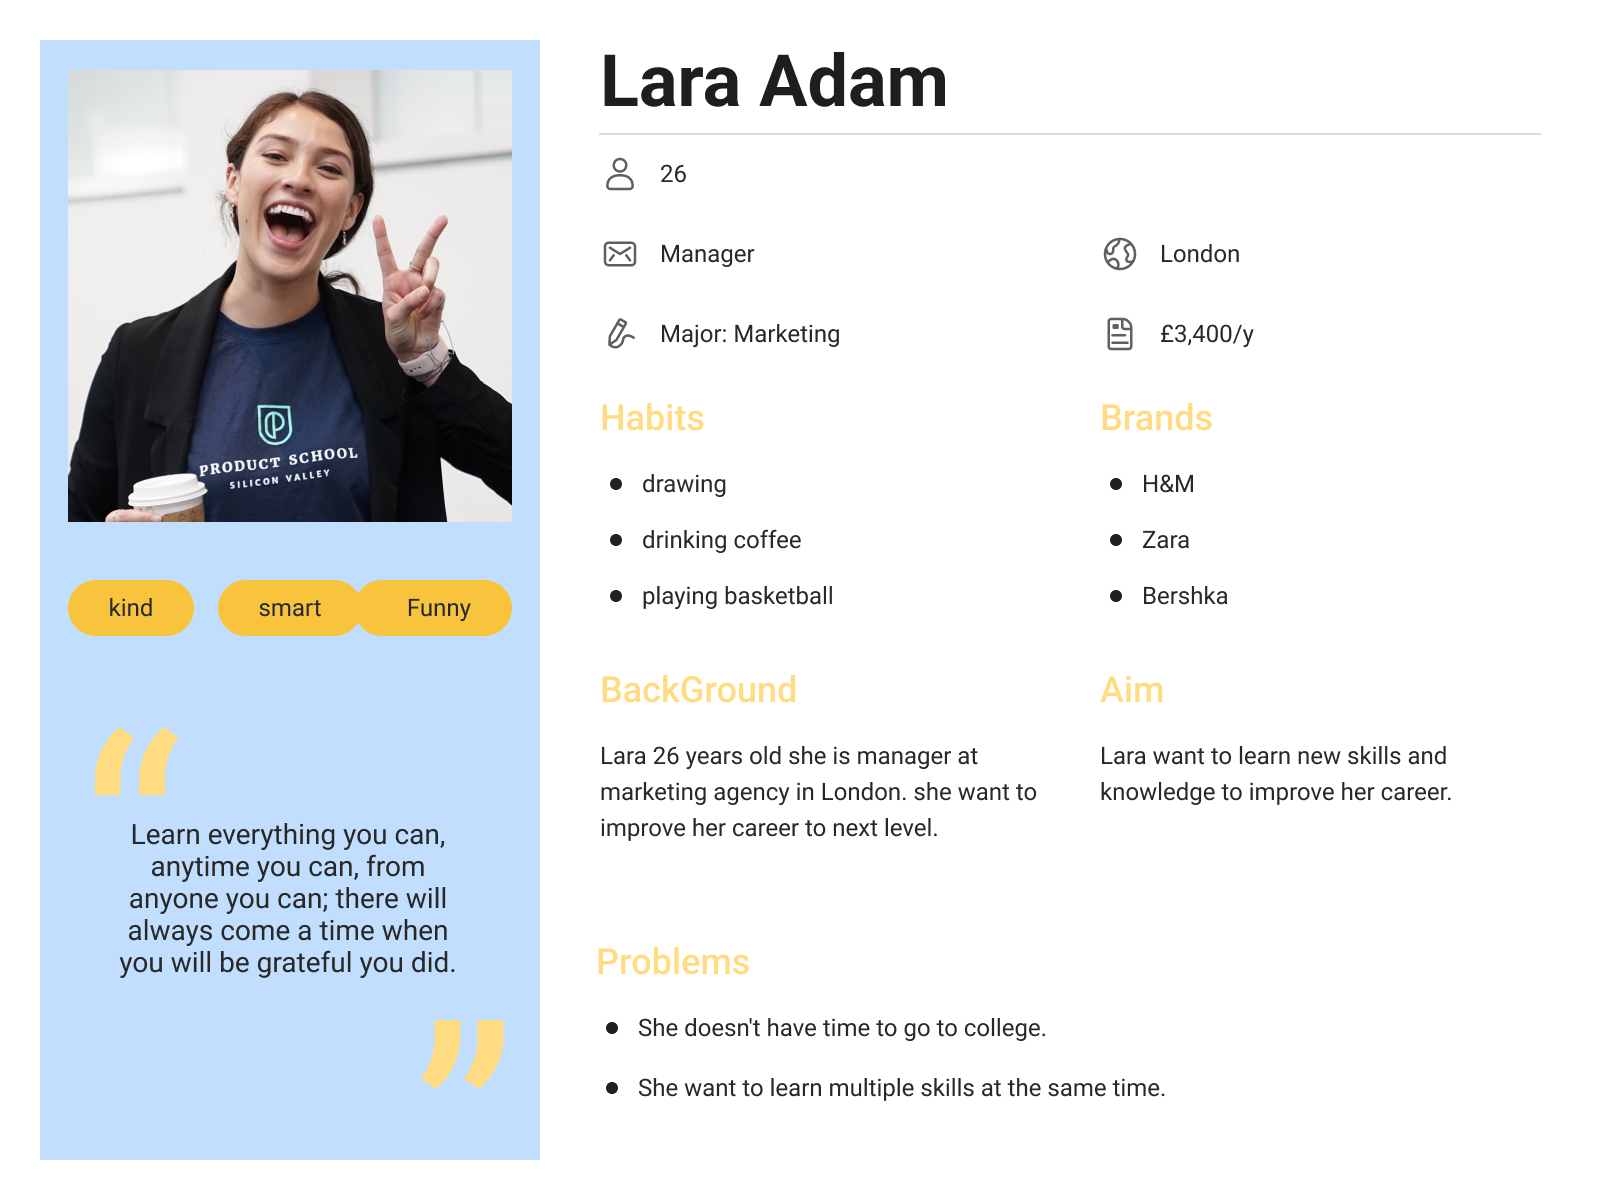 Lara Adam
26
Manager
London
Major: Marketing
£3,400/y
Habits
drawing
drinking coffee
playing basketball
Brands
H&M
Zara
Bershka
BackGround
Lara 26 years old she is manager at
marketing agency in London. she want to
improve her career to next level.
Aim
Lara want to learn new skills and
knowledge to improve her career.
Problems
She doesn't have time to go to college.
She want to learn multiple skills at the same time.
PRODUCT SCHOOL
SILICON VALLEY
kind
smart
Funny
“
Learn everything you can,
anytime you can, from
anyone you can; there will
always come a time when
you will be grateful you did.
”